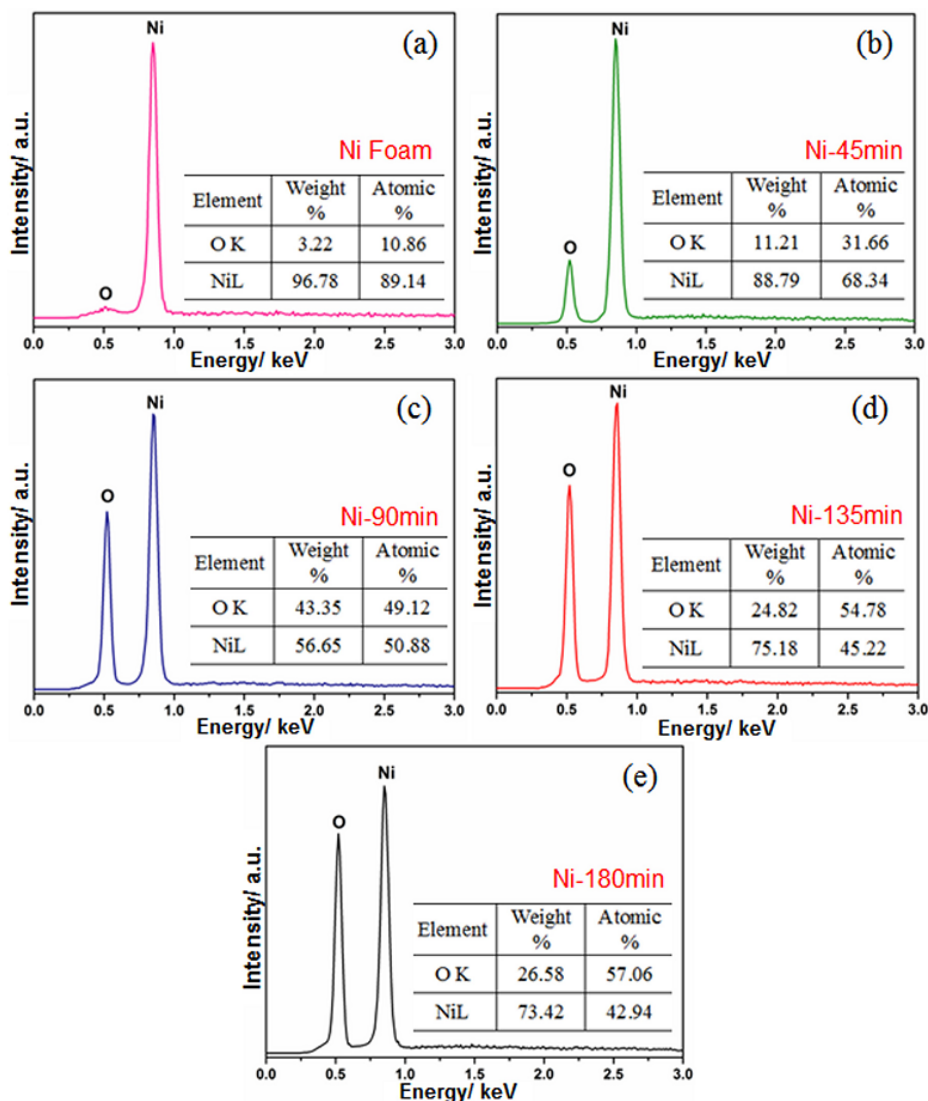 (a)
Ni
O
Ni Foam
Element Weight % Atomic %
O K 3.22 10.86
NiL 96.78 89.14
Intensity/ a.u.
0.0 0.5 1.0 1.5 2.0 2.5 3.0
Energy/ keV
(b)
Ni
O
Ni-45min
Element Weight % Atomic %
O K 11.21 31.66
NiL 88.79 68.34
Intensity/ a.u.
0.0 0.5 1.0 1.5 2.0 2.5 3.0
Energy/ keV
(c)
Ni
O
Ni-90min
Element Weight % Atomic %
O K 43.35 49.12
NiL 56.65 50.88
Intensity/ a.u.
0.0 0.5 1.0 1.5 2.0 2.5 3.0
Energy/ keV
(d)
Ni
O
Ni-135min
Element Weight % Atomic %
O K 24.82 54.78
NiL 75.18 45.22
Intensity/ a.u.
0.0 0.5 1.0 1.5 2.0 2.5 3.0
Energy/ keV
(e)
Ni
O
Ni-180min
Element Weight % Atomic %
O K 26.58 57.06
NiL 73.42 42.94
Intensity/ a.u.
0.0 0.5 1.0 1.5 2.0 2.5 3.0
Energy/ keV